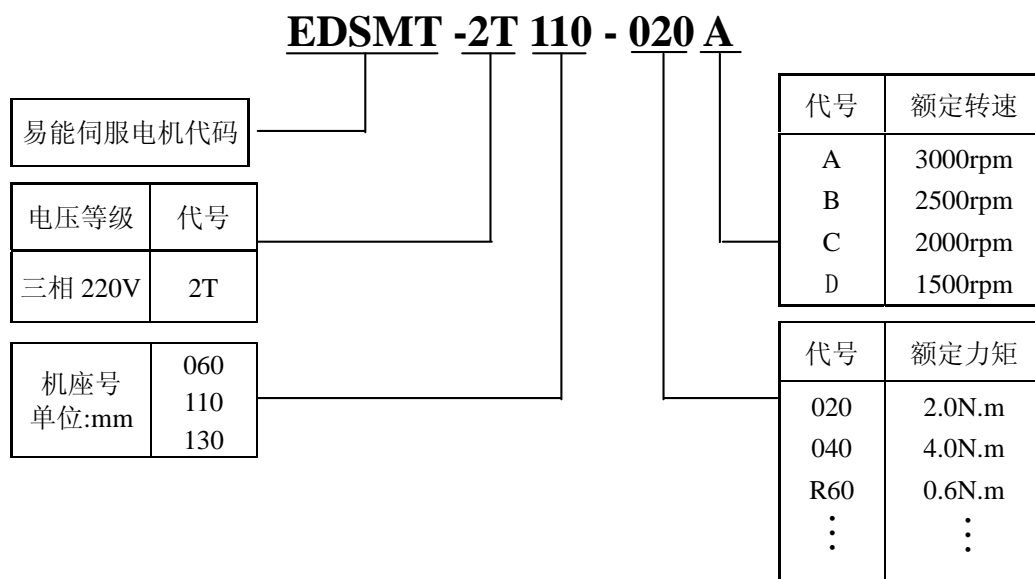 EDSMT -2T 110 - 020 A
易能伺服电机代码
电压等级 代号
三相 220V 2T
机座号
单位:mm
060
110
130
代号 额定转速
A 3000rpm
B 2500rpm
C 2000rpm
D 1500rpm
代号 额定力矩
020 2.0N.m
040 4.0N.m
R60 0.6N.m
⋮ ⋮